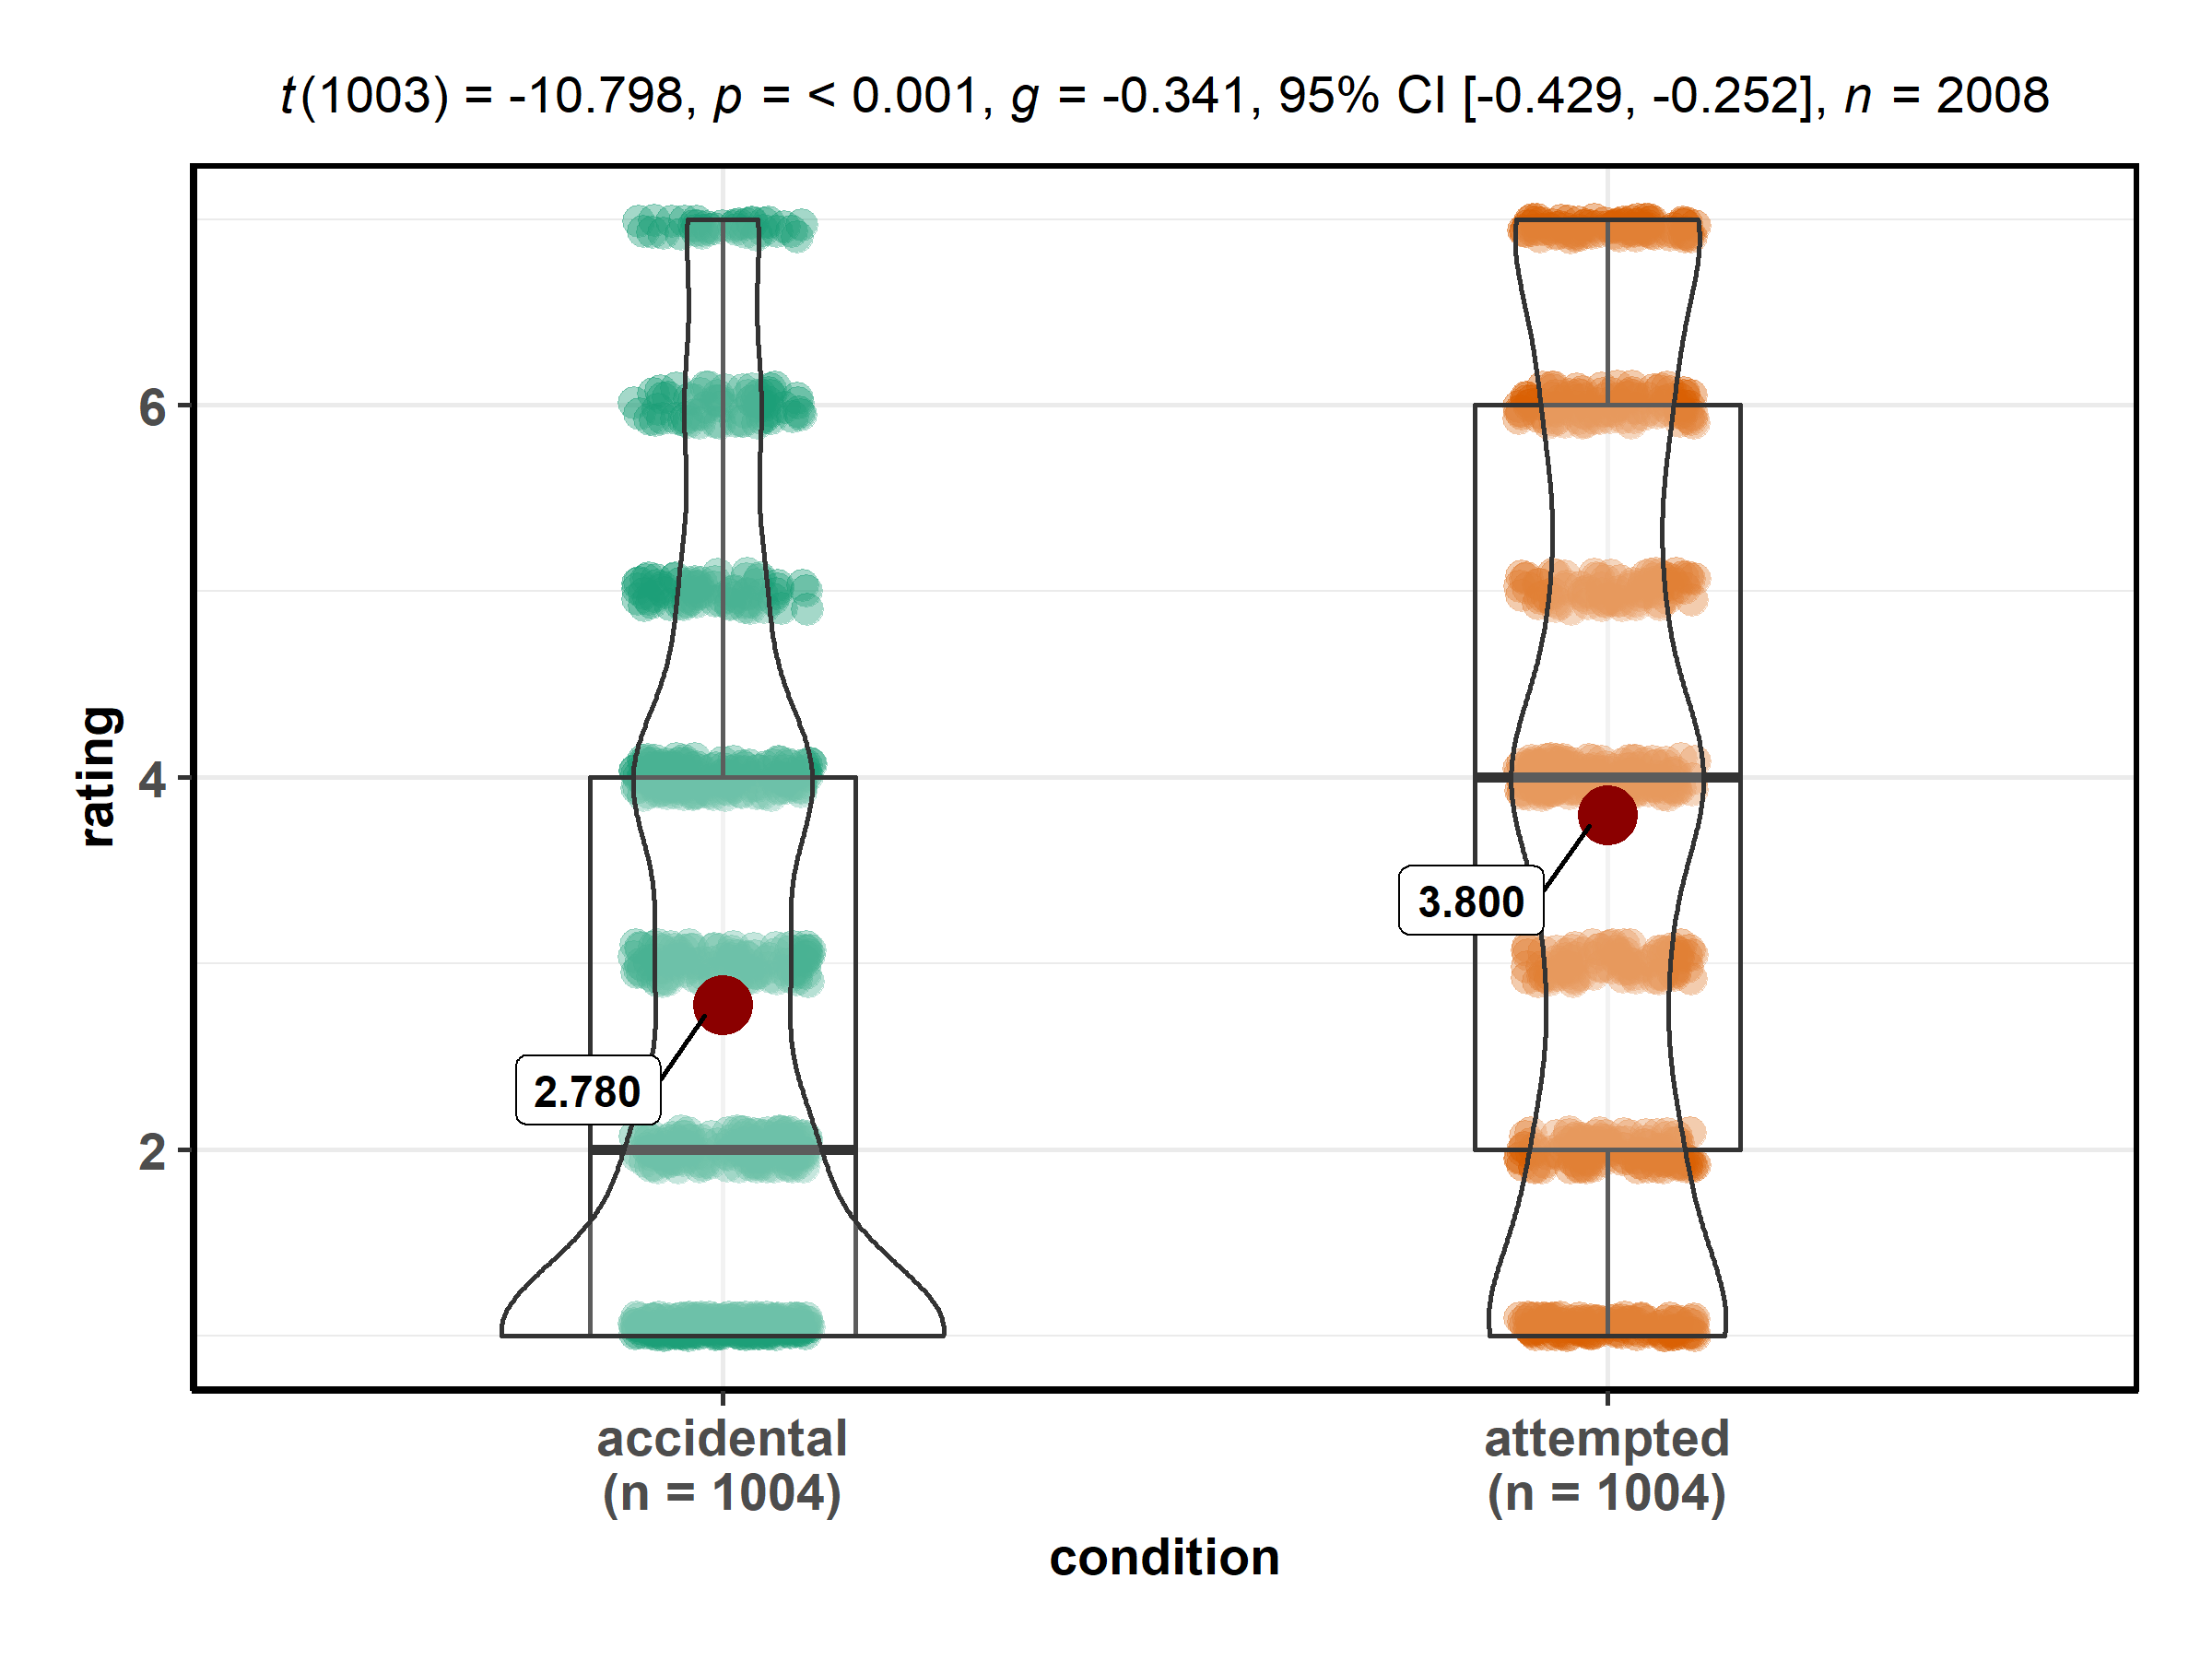 t(1003) = -10.798, p = < 0.001, g = -0.341, 95% CI [-0.429, -0.252], n = 2008
rating
6
4
2
3.800
2.780
accidental
(n = 1004)
attempted
(n = 1004)
condition